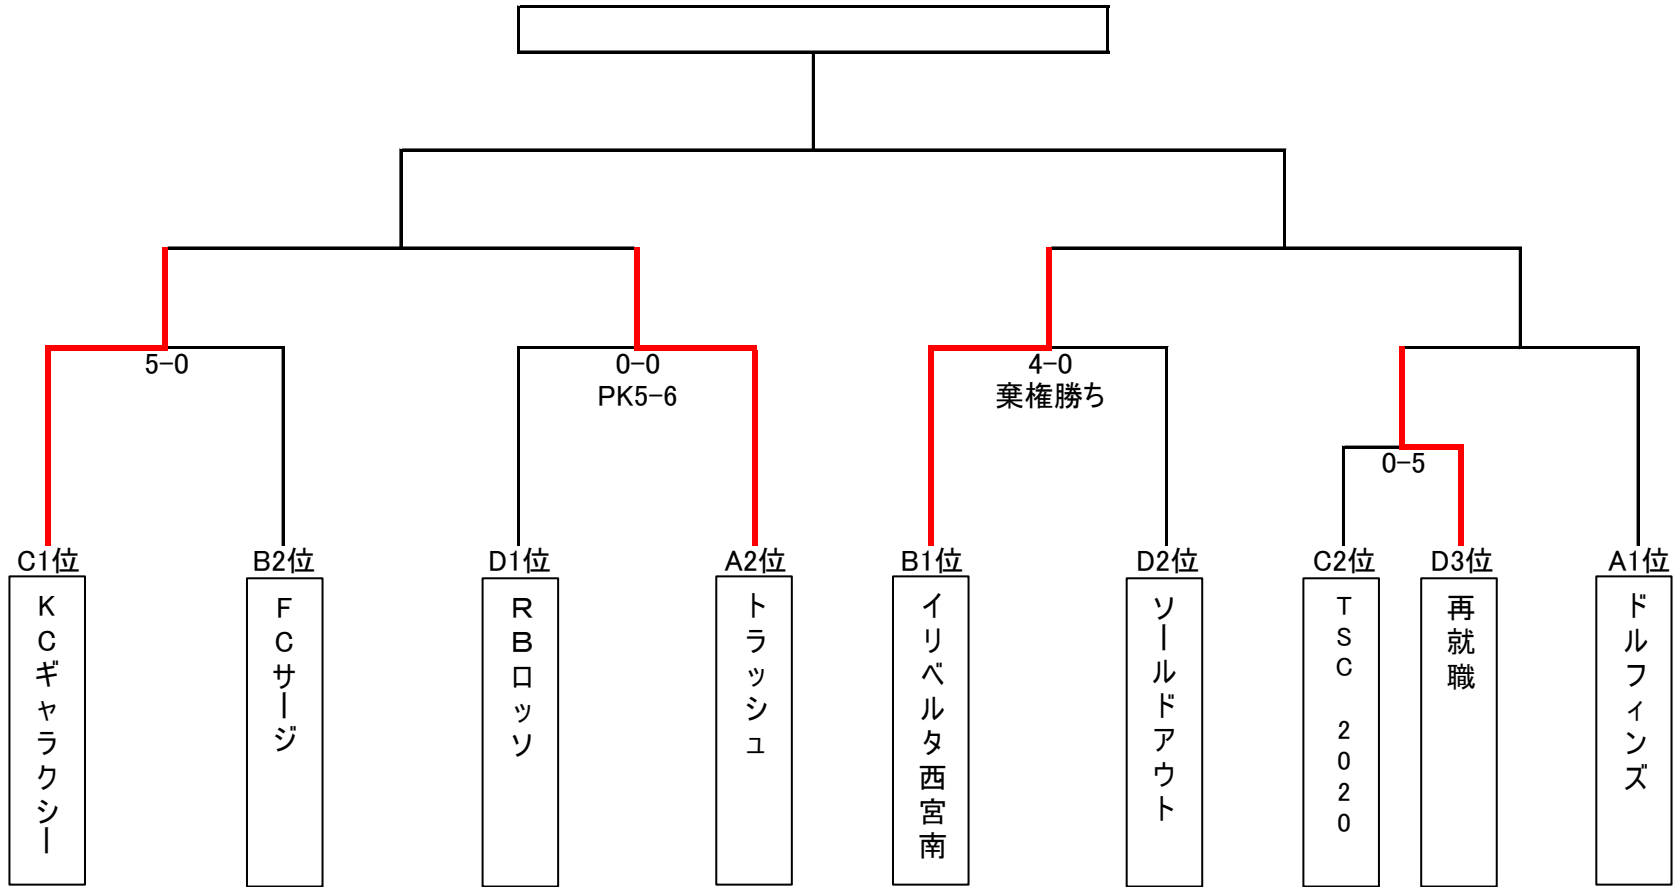 5-0
0-0
PK5-6
4-0
棄権勝ち
0-5
C1位
B2位
D1位
A2位
B1位
D2位
C2位
D3位
A1位
KCギャラクシー
FCサージ
RBロッソ
トラッシュ
イリベルタ西宮南
ソールドアウト
TSC 2020
再就職
ドルフィンズ